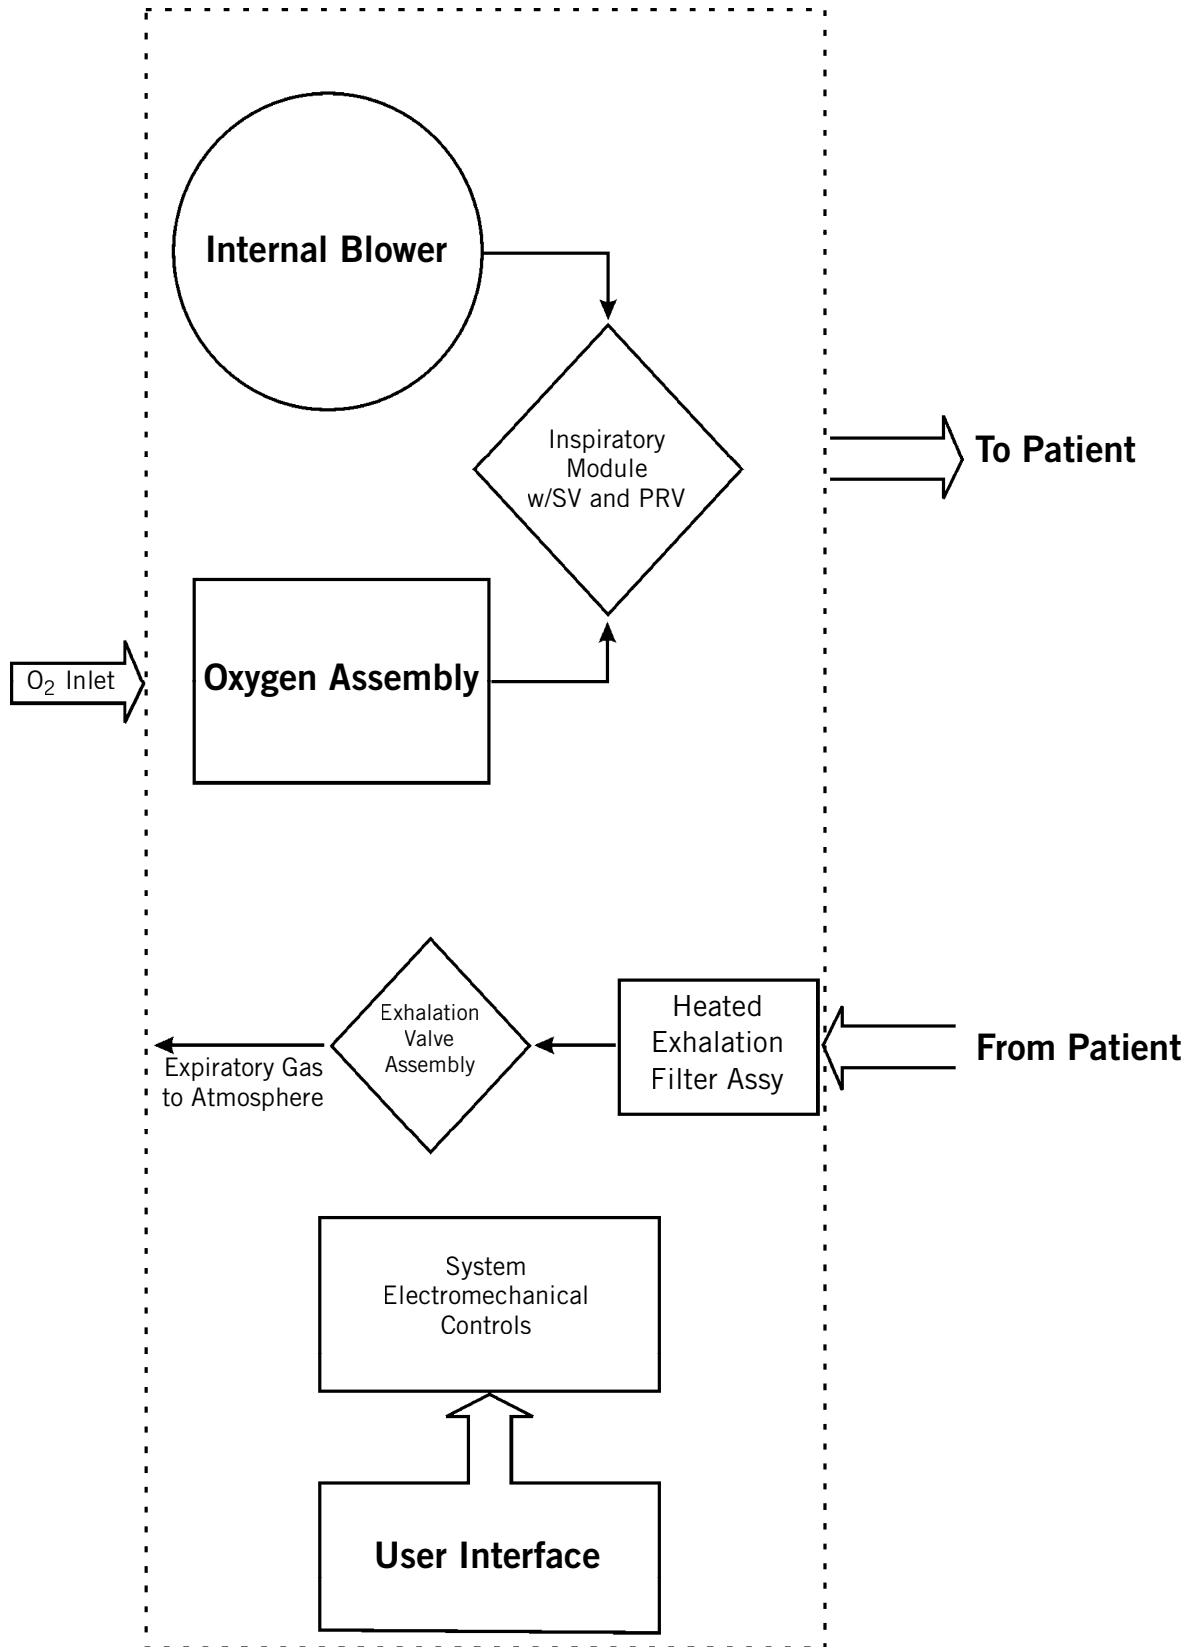 Internal Blower
Inspiratory
Module
w/SV and PRV
To Patient
O₂ Inlet
Oxygen Assembly
Exhalation
Valve
Assembly
Heated
Exhalation
Filter Assy
From Patient
Expiratory Gas
to Atmosphere
System
Electromechanical
Controls
User Interface